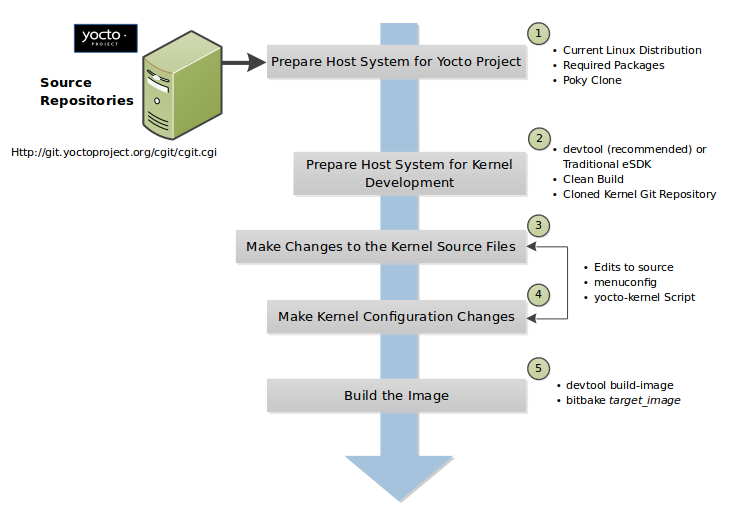 yocto
PROJECT
Source
Repositories
Http://git.yoctoproject.org/cgit/cgit.cgi
1
Prepare Host System for Yocto Project
• Current Linux Distribution
• Required Packages
• Poky Clone
2
Prepare Host System for Kernel
Development
• devtool (recommended) or
Traditional eSDK
• Clean Build
• Cloned Kernel Git Repository
3
Make Changes to the Kernel Source Files
• Edits to source
• menuconfig
• yocto-kernel Script
4
Make Kernel Configuration Changes
5
Build the Image
• devtool build-image
• bitbake target_image